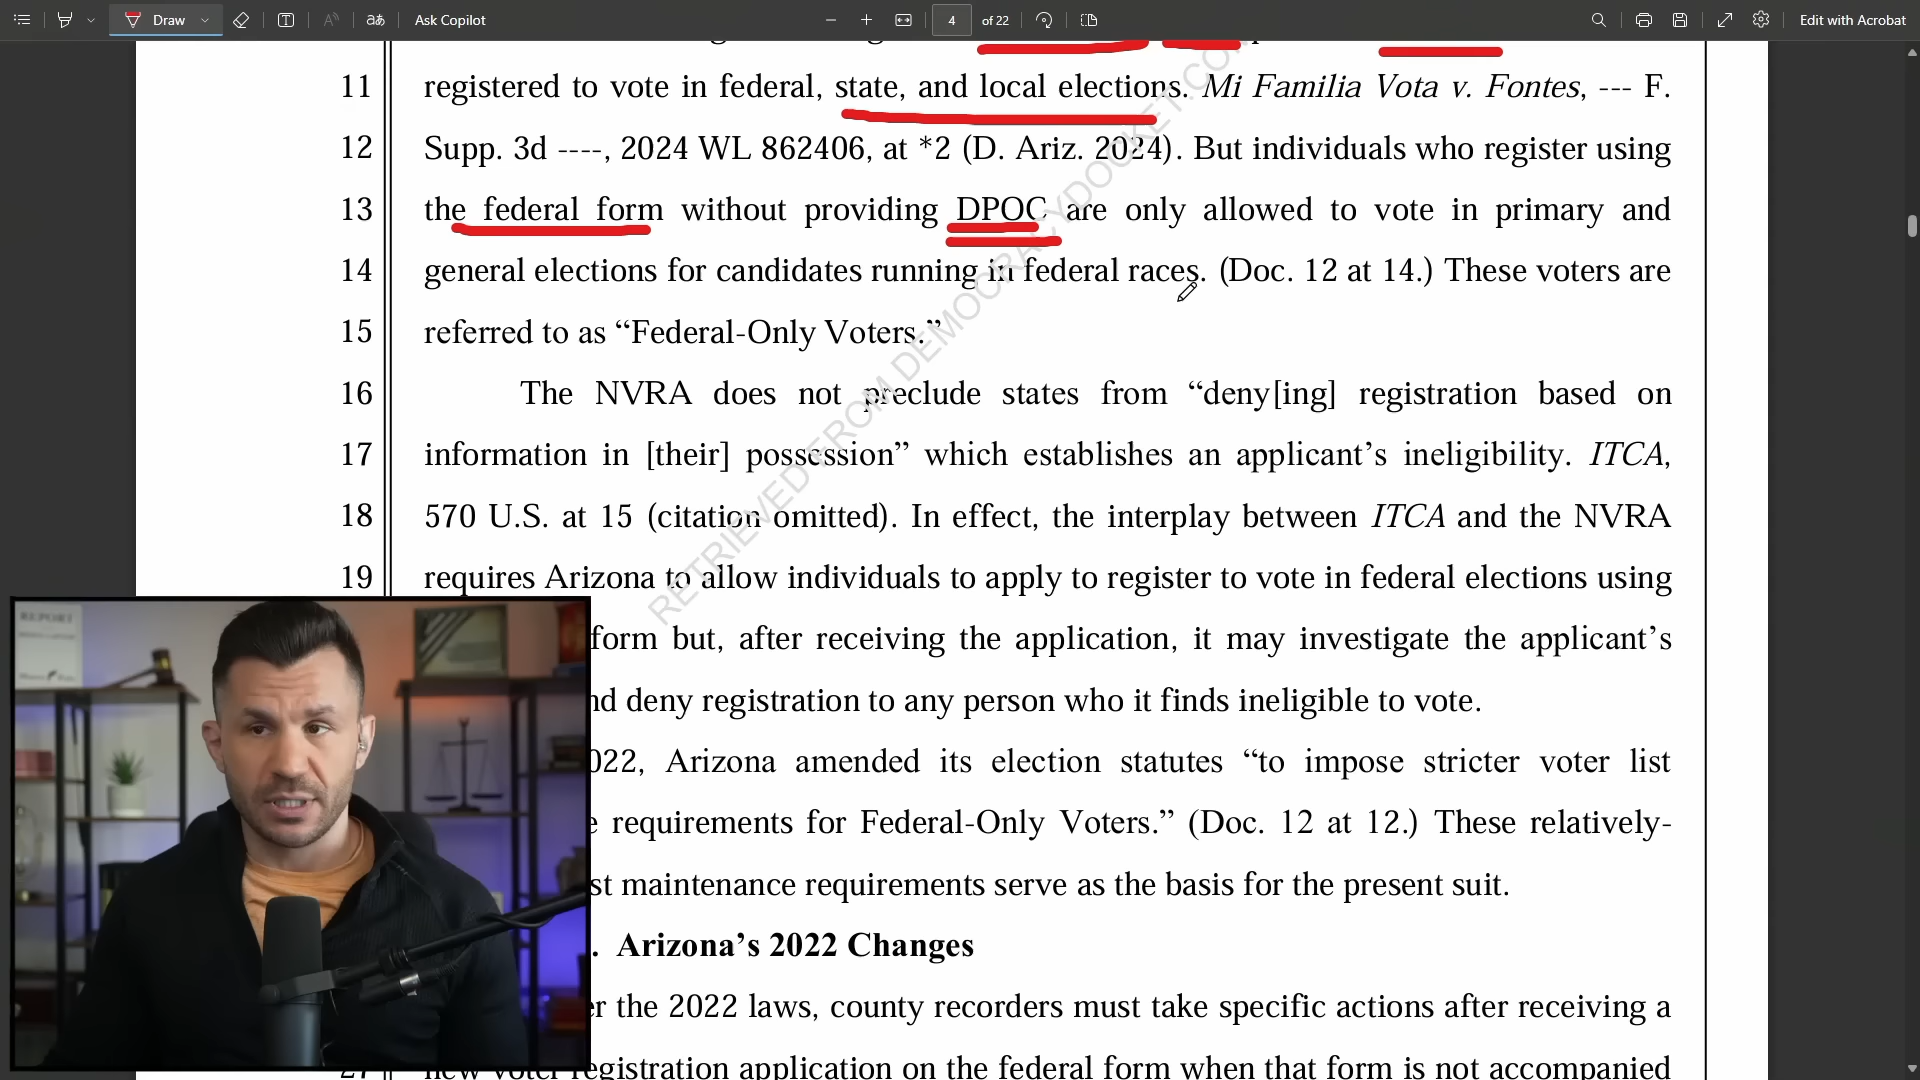 Draw
Ask Copilot
4
of 22
Edit with Acrobat
11 registered to vote in federal, state, and local elections. Mi Familia Vota v. Fontes, --- F.
12 Supp. 3d ----, 2024 WL 862406, at *2 (D. Ariz. 2024). But individuals who register using
13 the federal form without providing DPOC are only allowed to vote in primary and
14 general elections for candidates running in federal races. (Doc. 12 at 14.) These voters are
15 referred to as “Federal-Only Voters.”
16 The NVRA does not preclude states from “deny[ing] registration based on
17 information in [their] possession” which establishes an applicant’s ineligibility. ITCA,
18 570 U.S. at 15 (citation omitted). In effect, the interplay between ITCA and the NVRA
19 requires Arizona to allow individuals to apply to register to vote in federal elections using
form but, after receiving the application, it may investigate the applicant’s
nd deny registration to any person who it finds ineligible to vote.
022, Arizona amended its election statutes “to impose stricter voter list
e requirements for Federal-Only Voters.” (Doc. 12 at 12.) These relatively-
st maintenance requirements serve as the basis for the present suit.
. Arizona’s 2022 Changes
er the 2022 laws, county recorders must take specific actions after receiving a
27 new voter registration application on the federal form when that form is not accompanied
RETRIEVED FROM DEMOCRACYDOCKET.CO
REPORT